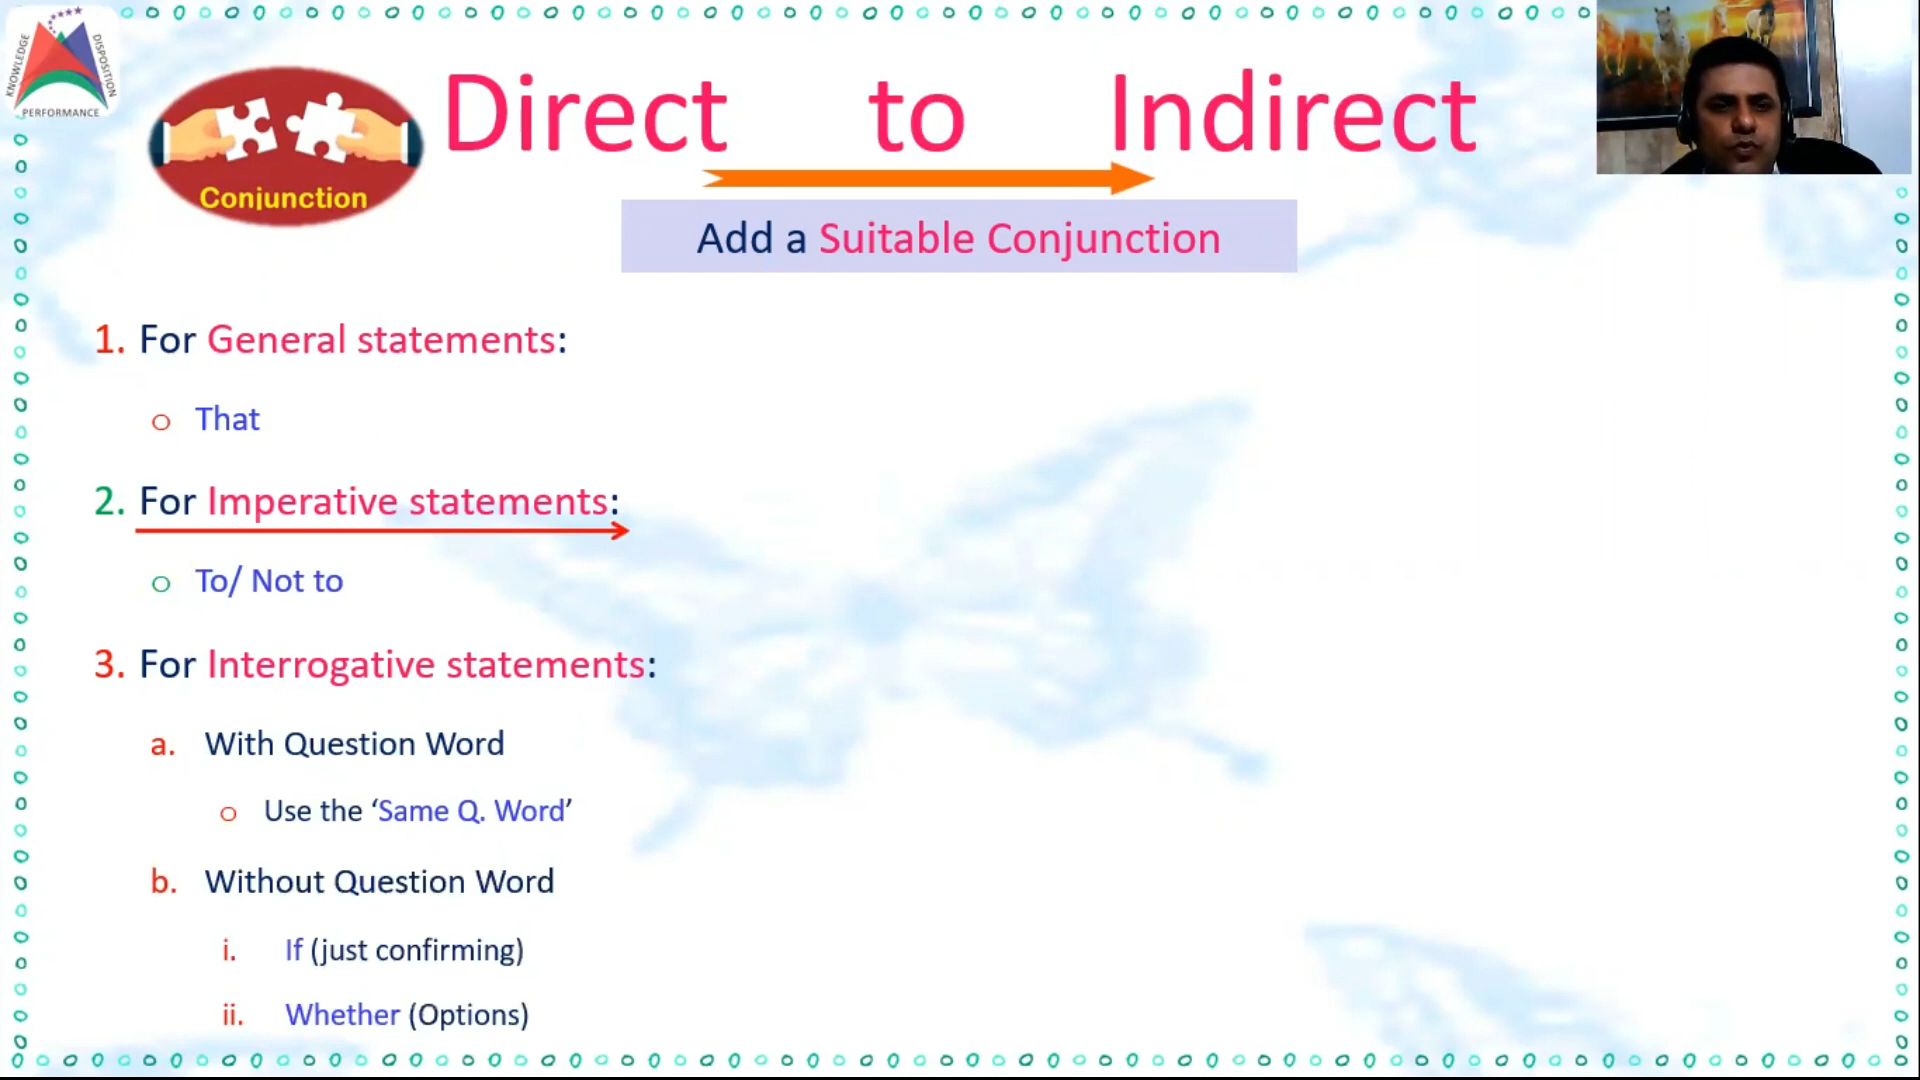 KNOWLEDGE
DISPOSITION
PERFORMANCE
Conjunction
Direct to Indirect
Add a Suitable Conjunction
1. For General statements:
o That
2. For Imperative statements:
o To/ Not to
3. For Interrogative statements:
a. With Question Word
o Use the ‘Same Q. Word’
b. Without Question Word
i. If (just confirming)
ii. Whether (Options)